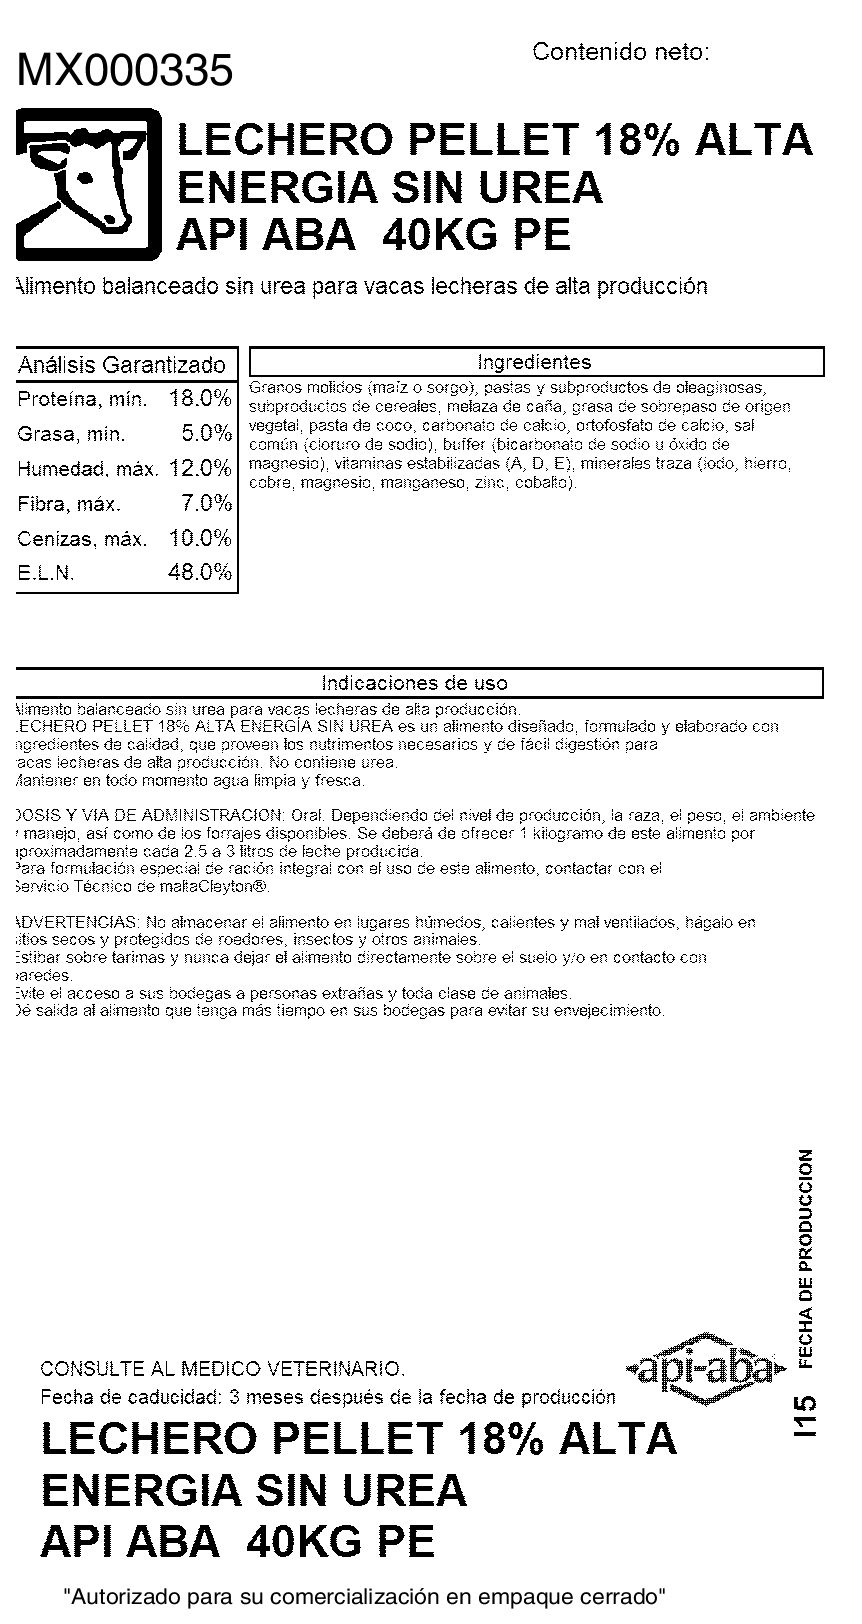 MX000335
Contenido neto:
LECHERO PELLET 18% ALTA
ENERGIA SIN UREA
API ABA 40KG PE
Alimento balanceado sin urea para vacas lecheras de alta producción
Análisis Garantizado
Proteína, mín. 18.0%
Grasa, mín. 5.0%
Humedad, máx. 12.0%
Fibra, máx. 7.0%
Cenizas, máx. 10.0%
E.L.N. 48.0%
Ingredientes
Granos molidos (maíz o sorgo), pastas y subproductos de oleaginosas,
subproductos de cereales, melaza de caña, grasa de sobrepaso de origen
vegetal, pasta de coco, carbonato de calcio, ortofosfato de calcio, sal
común (cloruro de sodio), buffer (bicarbonato de sodio u óxido de
magnesio), vitaminas estabilizadas (A, D, E), minerales traza (iodo, hierro,
cobre, magnesio, manganeso, zinc, cobalto).
Indicaciones de uso
Alimento balanceado sin urea para vacas lecheras de alta producción.
LECHERO PELLET 18% ALTA ENERGÍA SIN UREA es un alimento diseñado, formulado y elaborado con
ingredientes de calidad, que proveen los nutrimentos necesarios y de fácil digestión para
vacas lecheras de alta producción. No contiene urea.
Mantener en todo momento agua limpia y fresca.
DOSIS Y VIA DE ADMINISTRACION: Oral. Dependiendo del nivel de producción, la raza, el peso, el ambiente
y manejo, así como de los forrajes disponibles. Se deberá de ofrecer 1 kilogramo de este alimento por
aproximadamente cada 2.5 a 3 litros de leche producida.
Para formulación especial de ración integral con el uso de este alimento, contactar con el
Servicio Técnico de maltaCleyton®.
ADVERTENCIAS: No almacenar el alimento en lugares húmedos, calientes y mal ventilados, hágalo en
sitios secos y protegidos de roedores, insectos y otros animales.
Estibar sobre tarimas y nunca dejar el alimento directamente sobre el suelo y/o en contacto con
paredes.
Evite el acceso a sus bodegas a personas extrañas y toda clase de animales.
Dé salida al alimento que tenga más tiempo en sus bodegas para evitar su envejecimiento.
FECHA DE PRODUCCION
I15
api-aba
CONSULTE AL MEDICO VETERINARIO.
Fecha de caducidad: 3 meses después de la fecha de producción
LECHERO PELLET 18% ALTA
ENERGIA SIN UREA
API ABA 40KG PE
"Autorizado para su comercialización en empaque cerrado"